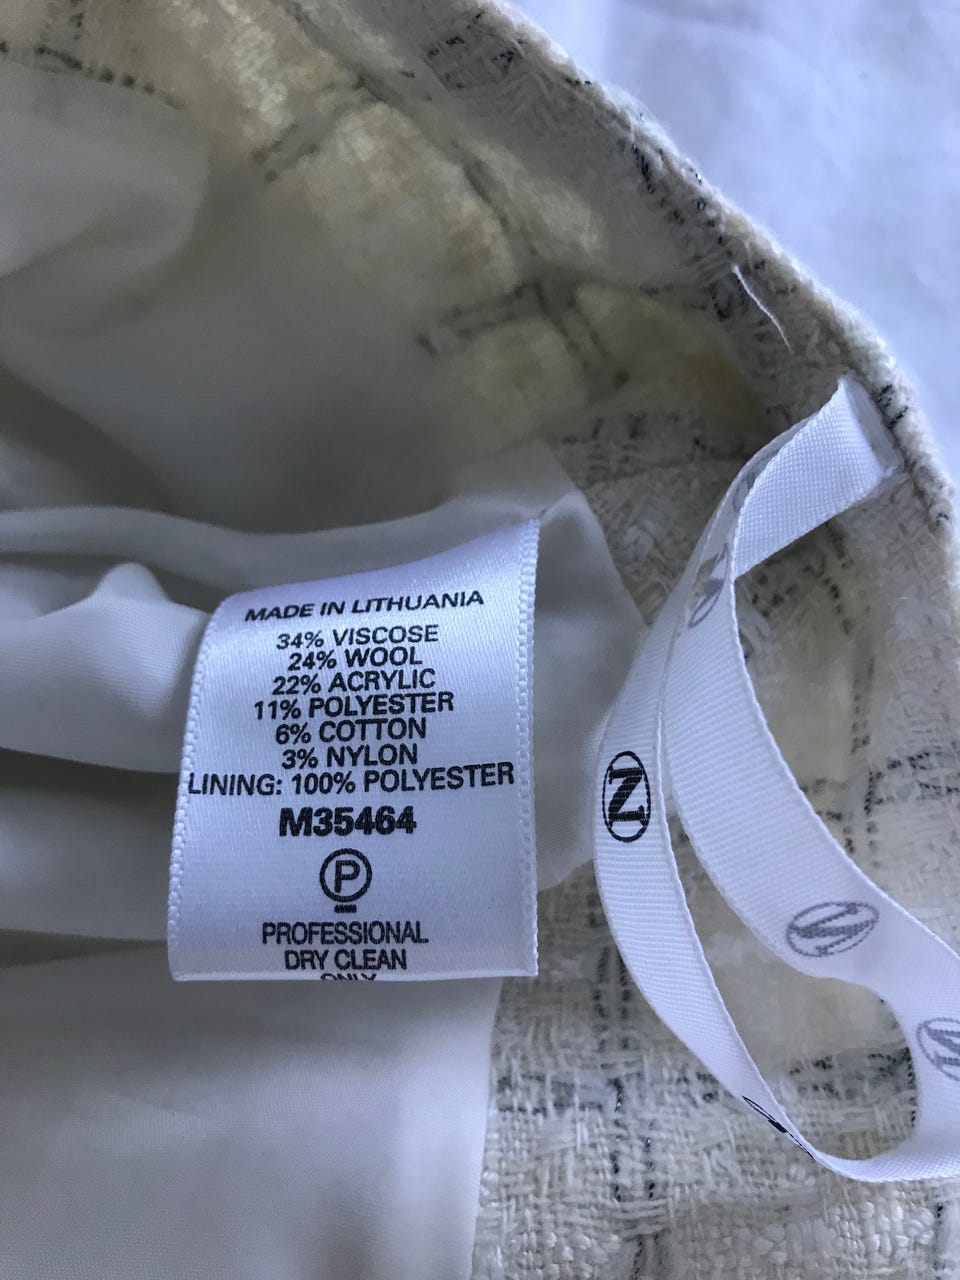 MADE IN LITHUANIA
34% VISCOSE
24% WOOL
22% ACRYLIC
11% POLYESTER
6% COTTON
3% NYLON
LINING: 100% POLYESTER
M35464
P
PROFESSIONAL
DRY CLEAN
ONLY
N
N
N